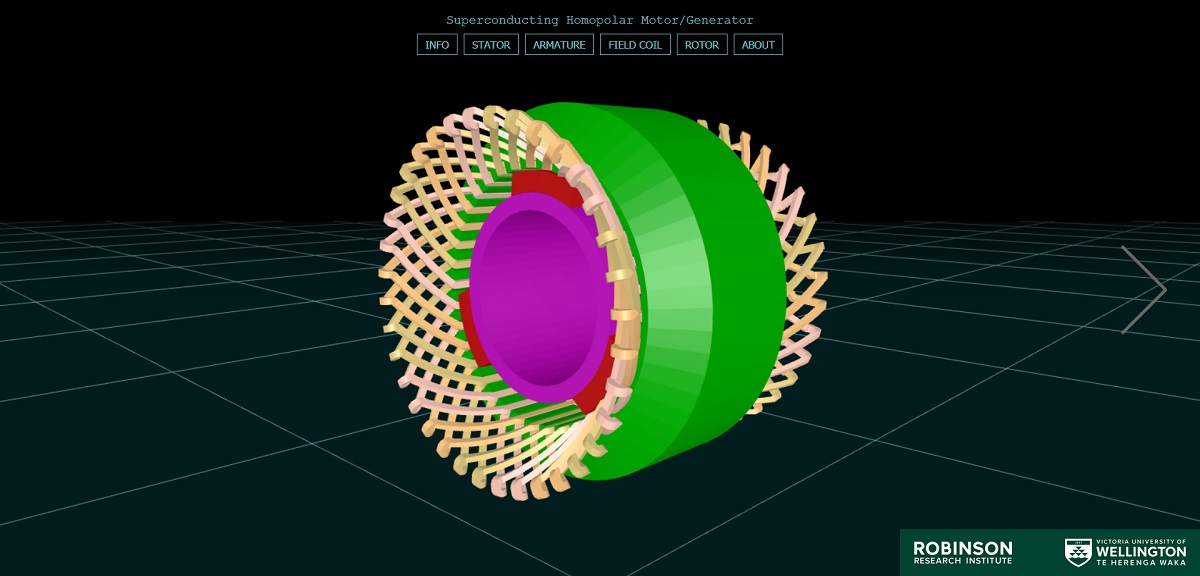 Superconducting Homopolar Motor/Generator
INFO
STATOR
ARMATURE
FIELD COIL
ROTOR
ABOUT
ROBINSON
RESEARCH INSTITUTE
VICTORIA UNIVERSITY OF
WELLINGTON
TE HERENGA WAKA